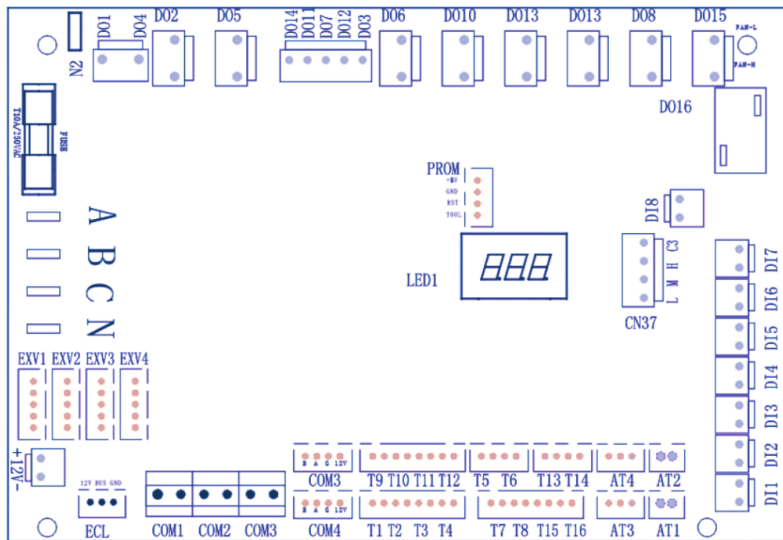 DO1
DO4
DO2
DO5
DO14
DO11
DO7
DO12
DO3
DO6
DO10
DO13
DO13
DO8
DO15
FAN-L
FAN-H
N2
DO16
FUSE
T10A/250VAC
PROM
GND
RST
TOOL
DI8
A
B
C
N
LED1
888
C3
H
M
L
CN37
DI7
DI6
DI5
DI4
DI3
DI2
DI1
EXV1 EXV2 EXV3 EXV4
+12V-
12V BUS GND
ECL
COM1 COM2 COM3
B A G 12V
COM3
T9 T10 T11 T12
T5 T6
T13 T14
AT4
AT2
B A G 12V
COM4
T1 T2 T3 T4
T7 T8 T15 T16
AT3
AT1